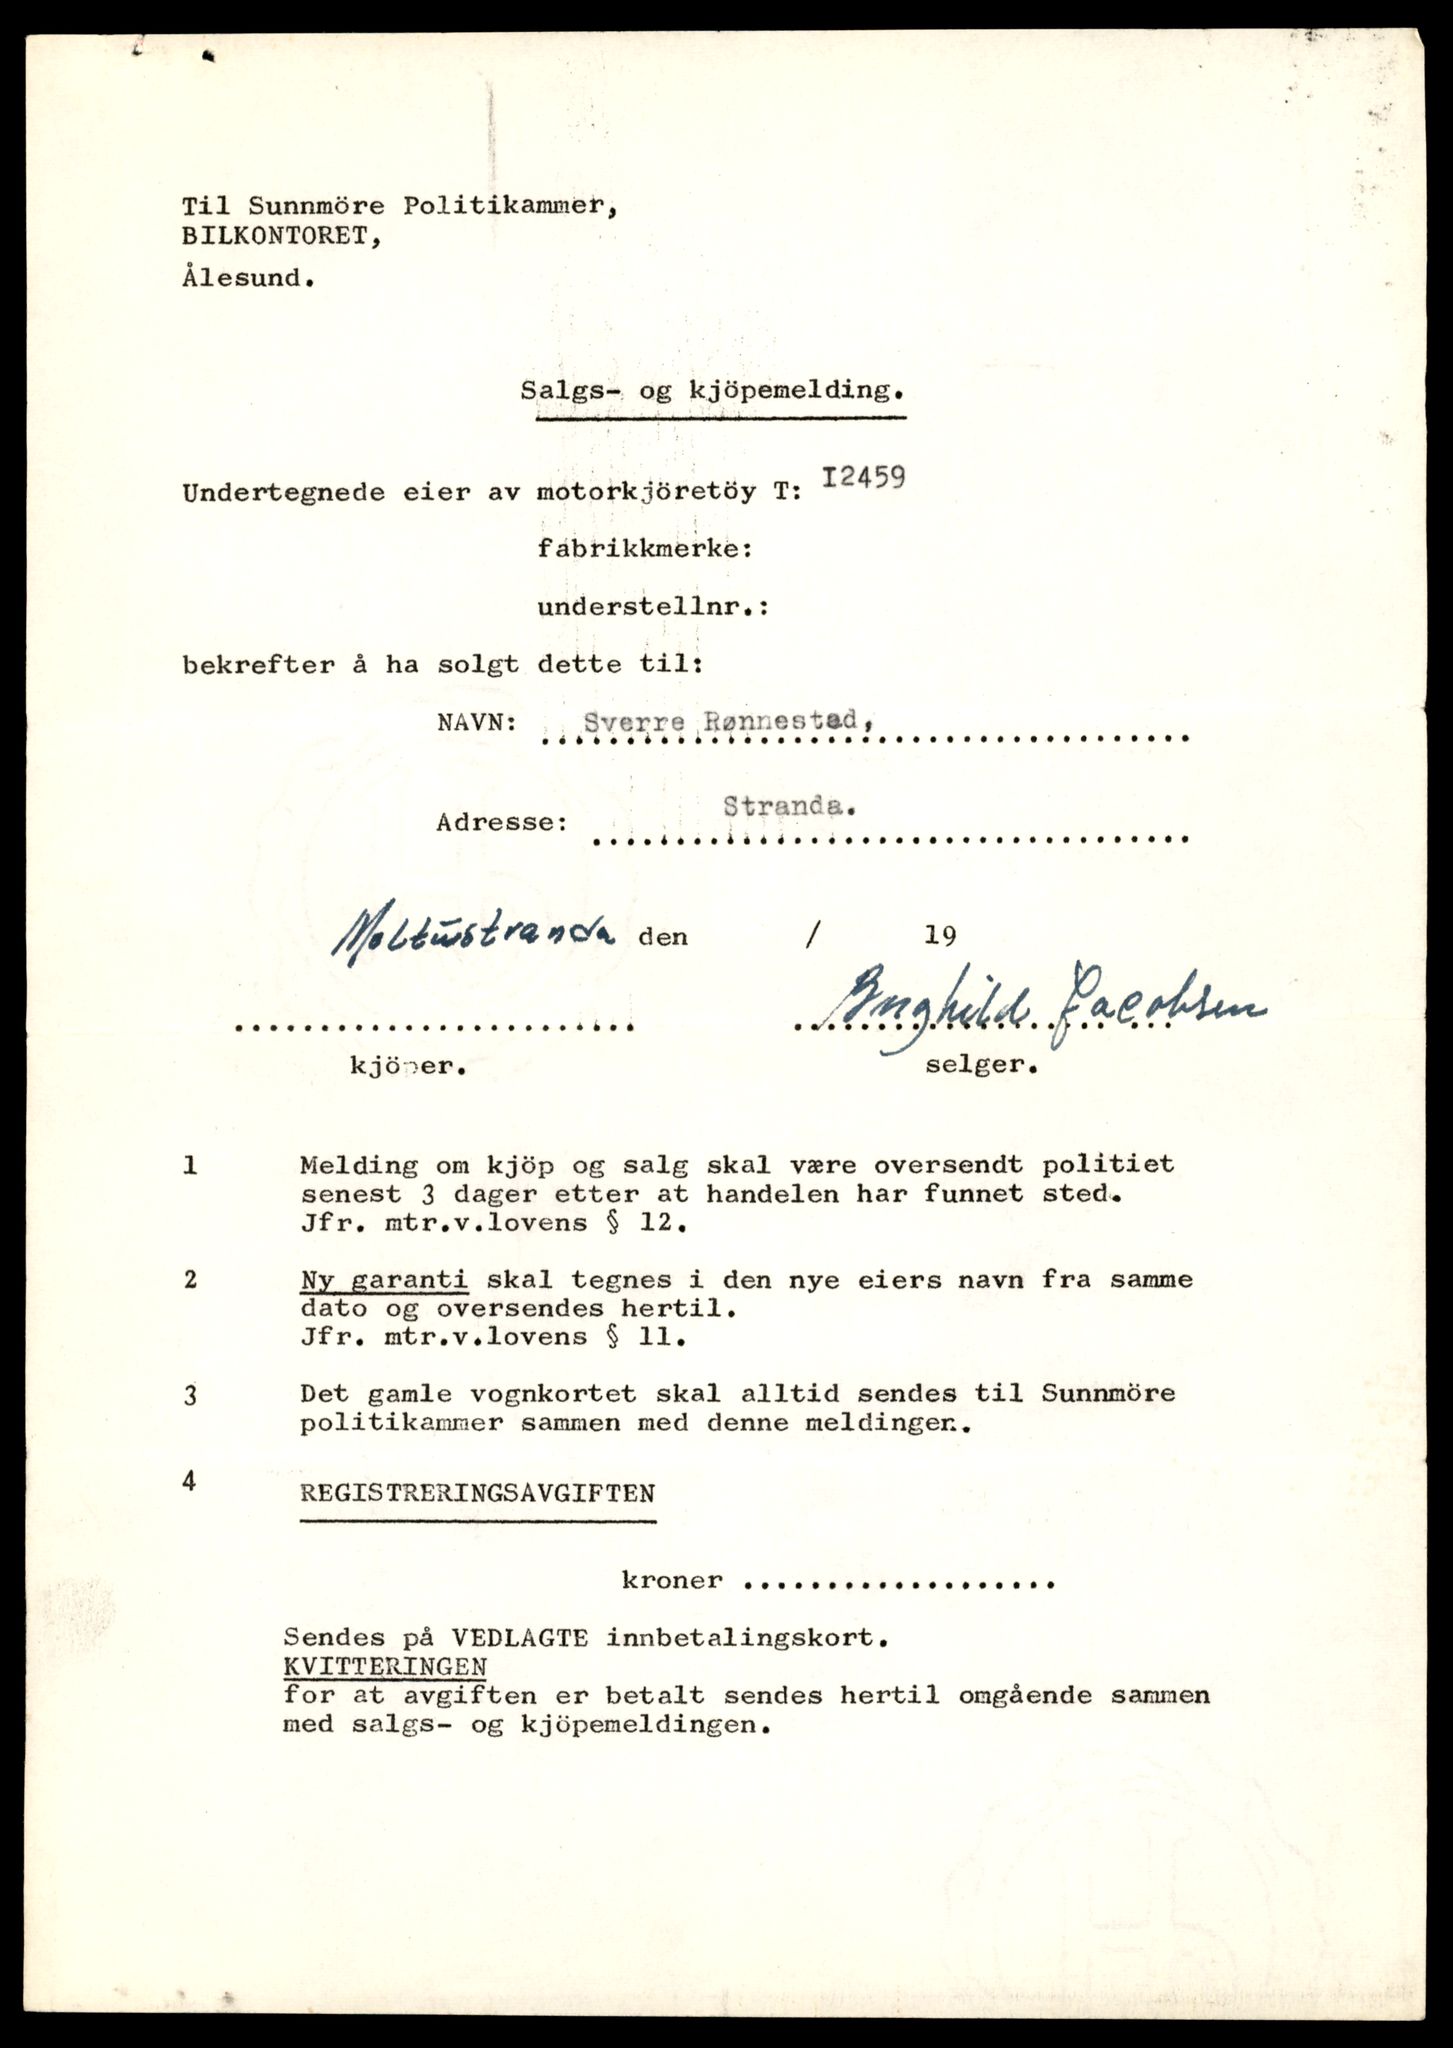 Til Sunnmöre Politikammer,
BILKONTORET,
Ålesund.
Salgs- og kjöpemelding.
Undertegnede eier av motorkjöretöy T: I2459
fabrikkmerke:
understellnr.:
bekrefter å ha solgt dette til:
NAVN: Sverre Rønnestad,
Adresse: Stranda.
Moltustranda den / 19
Inghild Jacobsen
kjöper. selger.
1 Melding om kjöp og salg skal være oversendt politiet
senest 3 dager etter at handelen har funnet sted.
Jfr. mtr.v.lovens § 12.
2 Ny garanti skal tegnes i den nye eiers navn fra samme
dato og oversendes hertil.
Jfr. mtr.v.lovens § 11.
3 Det gamle vognkortet skal alltid sendes til Sunnmöre
politikammer sammen med denne meldingen.
4 REGISTRERINGSAVGIFTEN
kroner ...................
Sendes på VEDLAGTE innbetalingskort.
KVITTERINGEN
for at avgiften er betalt sendes hertil omgående sammen
med salgs- og kjöpemeldingen.